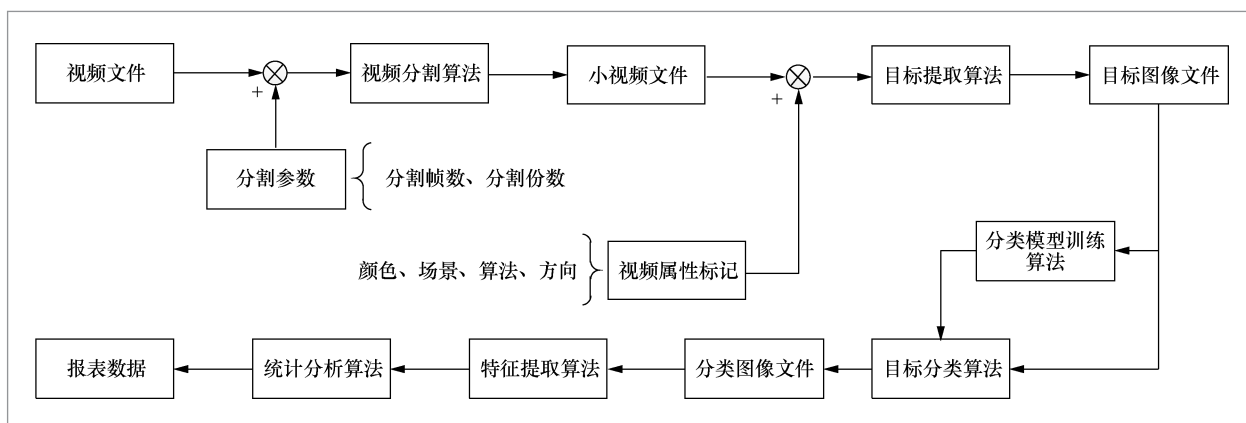 视频文件
视频分割算法
小视频文件
目标提取算法
目标图像文件
+
+
分割参数
分割帧数、分割份数
分类模型训练
算法
颜色、场景、算法、方向
视频属性标记
报表数据
统计分析算法
特征提取算法
分类图像文件
目标分类算法